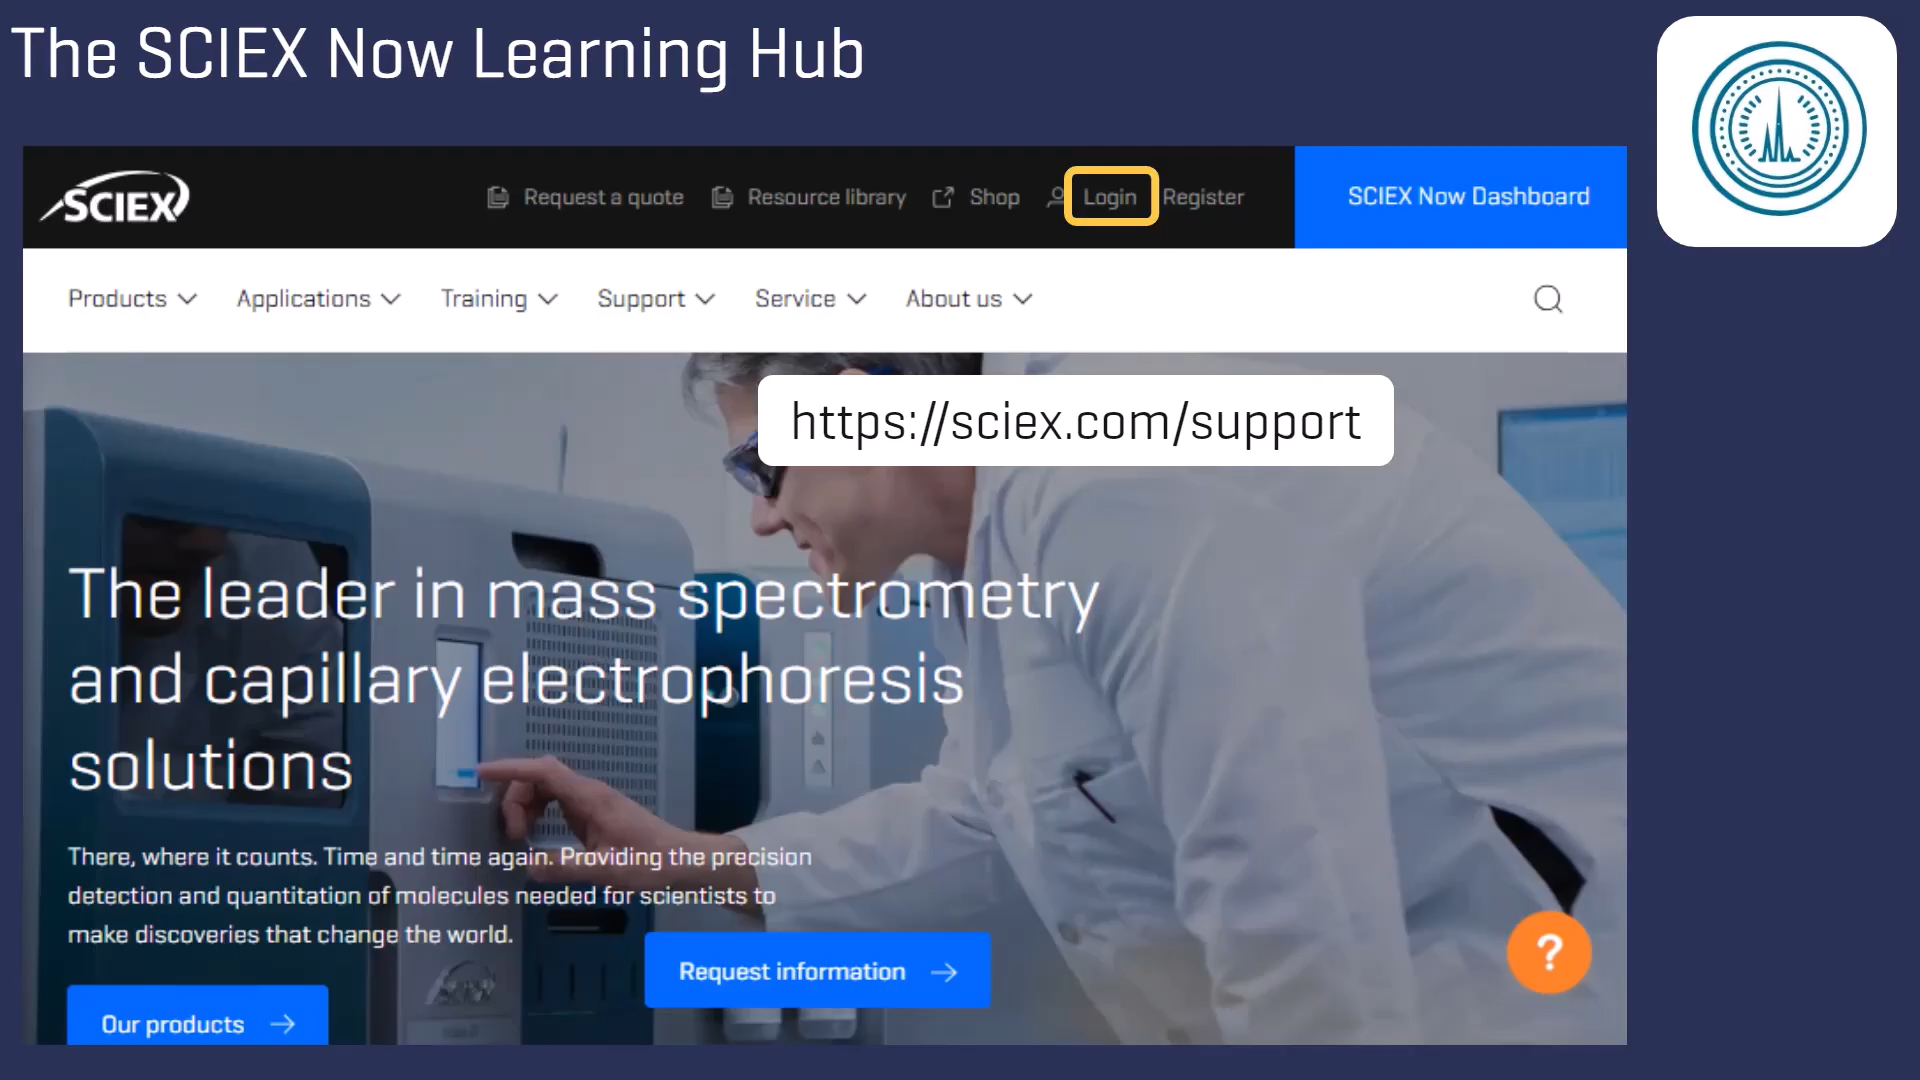 The SCIEX Now Learning Hub
SCIEX
Request a quote
Resource library
Shop
Login
Register
SCIEX Now Dashboard
Products
Applications
Training
Support
Service
About us
https://sciex.com/support
The leader in mass spectrometry
and capillary electrophoresis
solutions
There, where it counts. Time and time again. Providing the precision
detection and quantitation of molecules needed for scientists to
make discoveries that change the world.
Request information
Our products
?